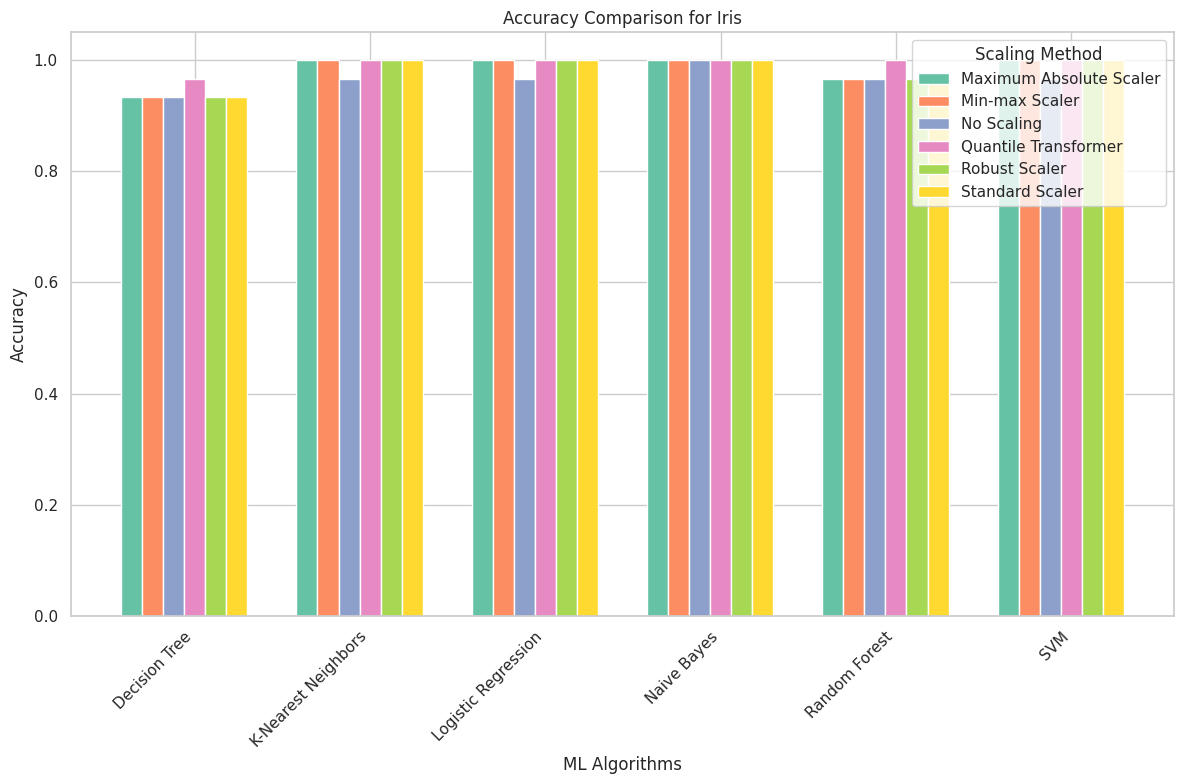 Accuracy Comparison for Iris
Scaling Method
Maximum Absolute Scaler
Min-max Scaler
No Scaling
Quantile Transformer
Robust Scaler
Standard Scaler
Accuracy
1.0
0.8
0.6
0.4
0.2
0.0
Decision Tree
K-Nearest Neighbors
Logistic Regression
Naive Bayes
Random Forest
SVM
ML Algorithms